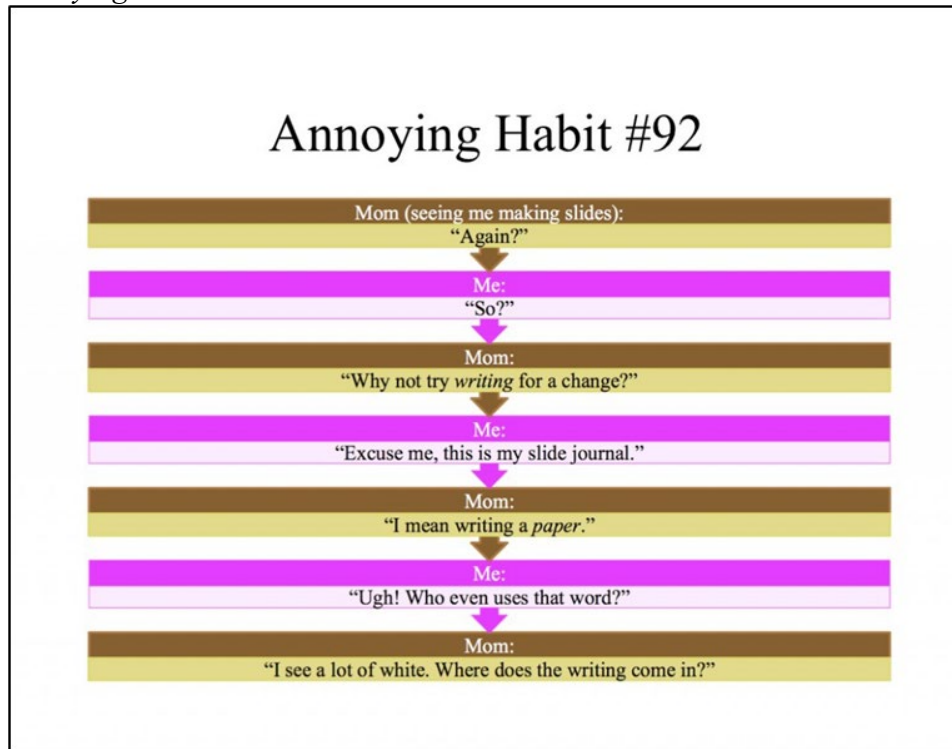 Annoying Habit #92
Mom (seeing me making slides):
“Again?”
Me:
“So?”
Mom:
“Why not try writing for a change?”
Me:
“Excuse me, this is my slide journal.”
Mom:
“I mean writing a paper.”
Me:
“Ugh! Who even uses that word?”
Mom:
“I see a lot of white. Where does the writing come in?”